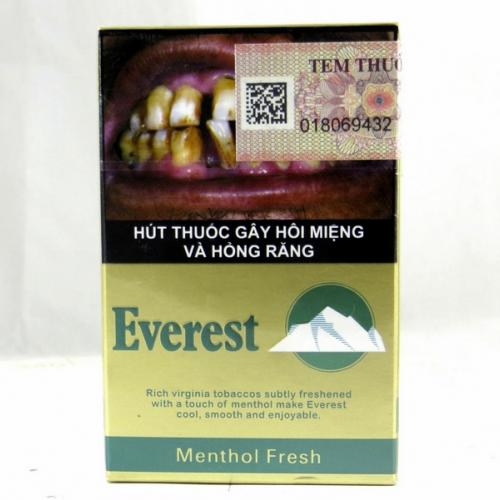 TEM THUỐ
018069432
HÚT THUỐC GÂY HÔI MIỆNG
VÀ HỎNG RĂNG
Everest
Rich virginia tobaccos subtly freshened
with a touch of menthol make Everest
cool, smooth and enjoyable.
Menthol Fresh